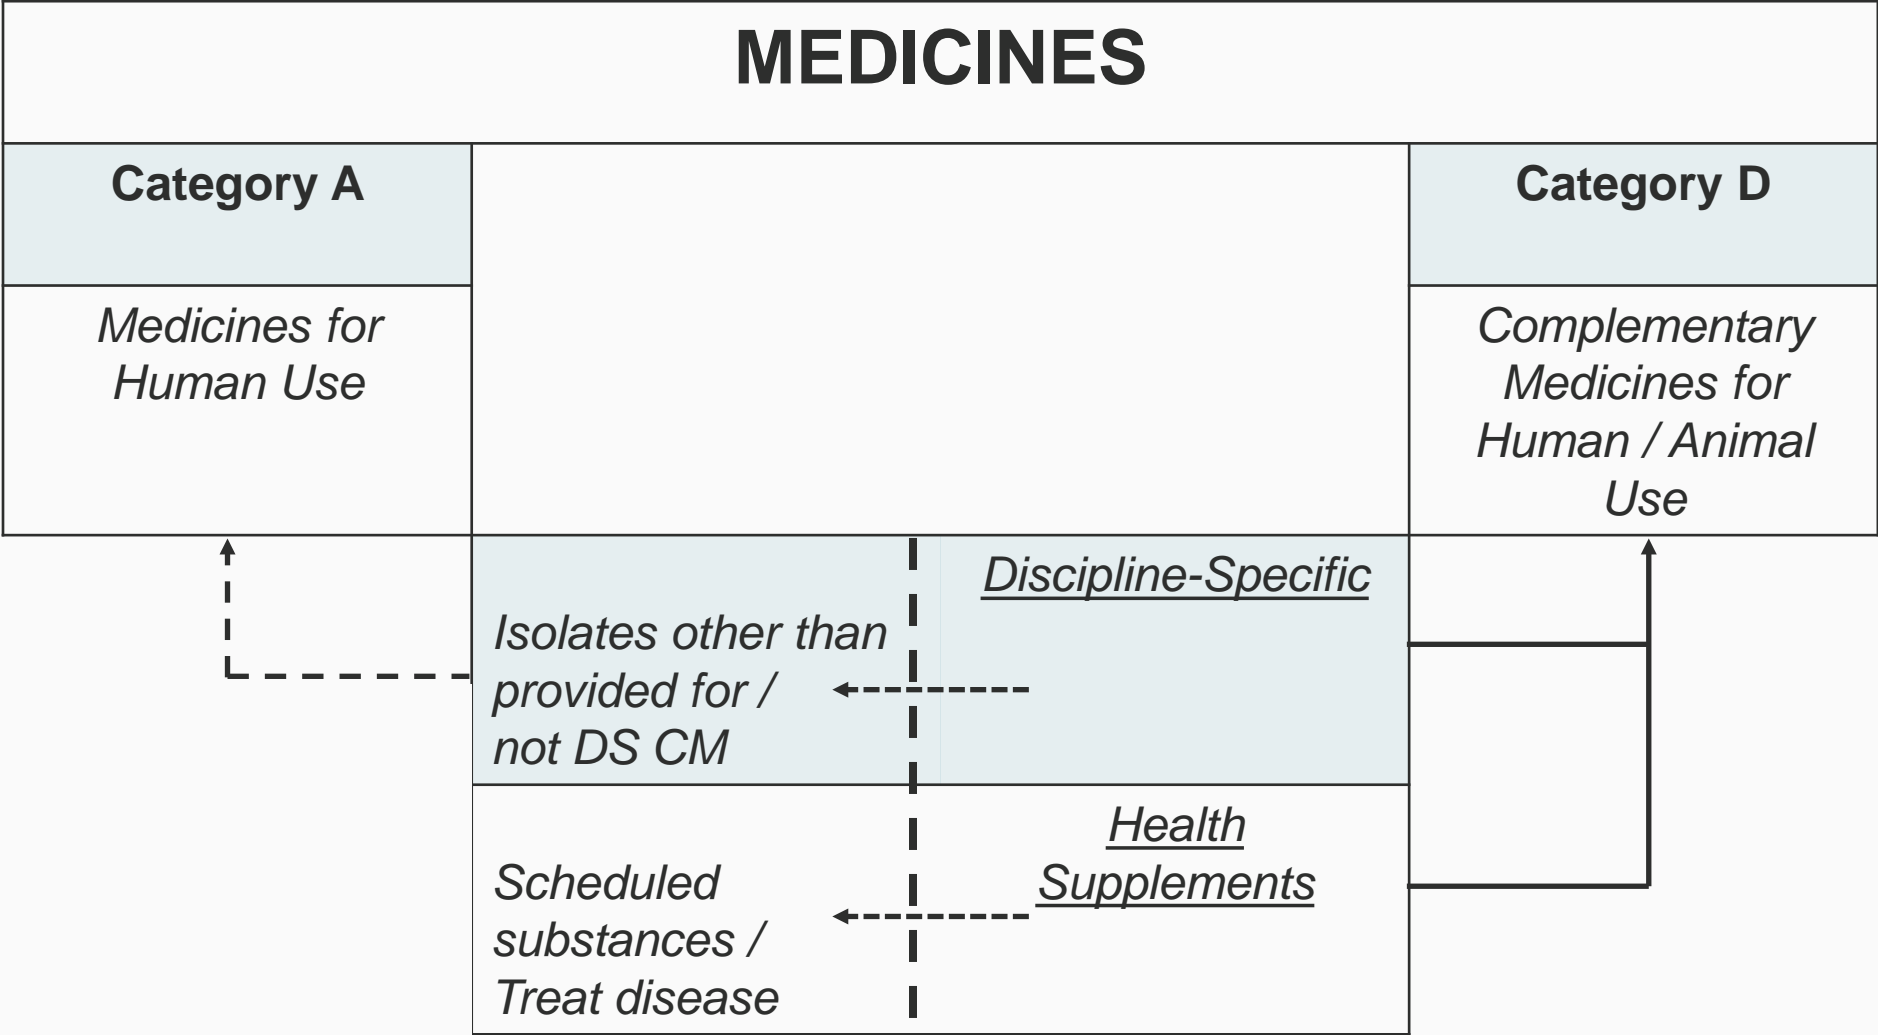 MEDICINES
Category A
Category D
Medicines for
Human Use
Complementary
Medicines for
Human / Animal
Use
Discipline-Specific
Isolates other than
provided for /
not DS CM
Health
Supplements
Scheduled
substances /
Treat disease